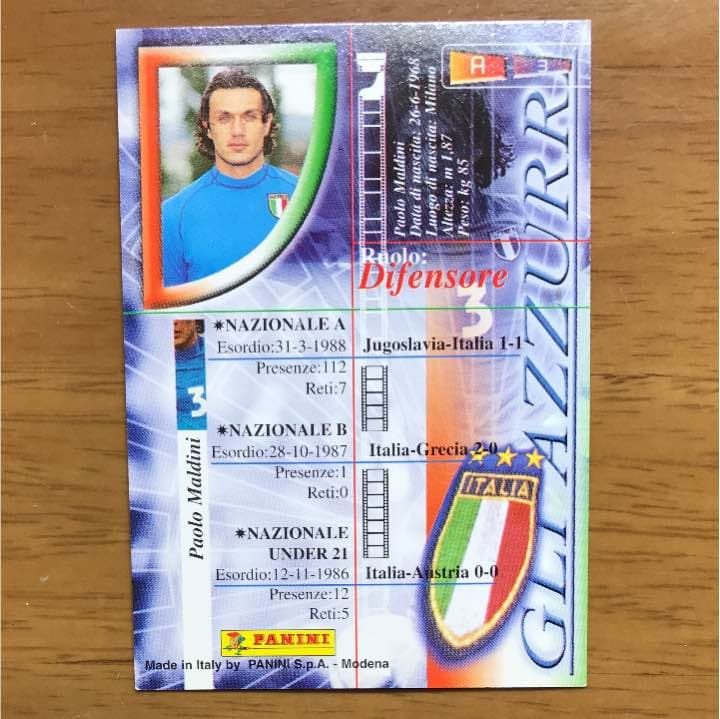 A 3
Paolo Maldini
Data di nascita: 26-6-1968
Luogo di nascita: Milano
Altezza: m 1,87
Peso: kg 85
Ruolo:
Difensore
3
✷NAZIONALE A
Esordio:31-3-1988 Jugoslavia-Italia 1-1
Presenze:112
Reti:7
✷NAZIONALE B
Esordio:28-10-1987 Italia-Grecia 2-0
Presenze:1
Reti:0
✷NAZIONALE
UNDER 21
Esordio:12-11-1986 Italia-Austria 0-0
Presenze:12
Reti:5
3
Paolo Maldini
ITALIA
GLI AZZURRI
PANINI
Made in Italy by PANINI S.p.A. - Modena